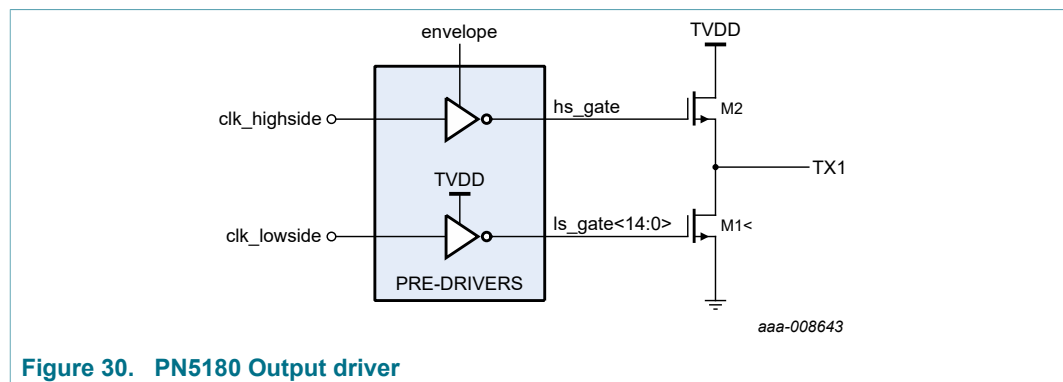 envelope
TVDD
clk_highside
hs_gate
M2
TVDD
TX1
clk_lowside
ls_gate<14:0>
M1<
PRE-DRIVERS
aaa-008643
Figure 30. PN5180 Output driver